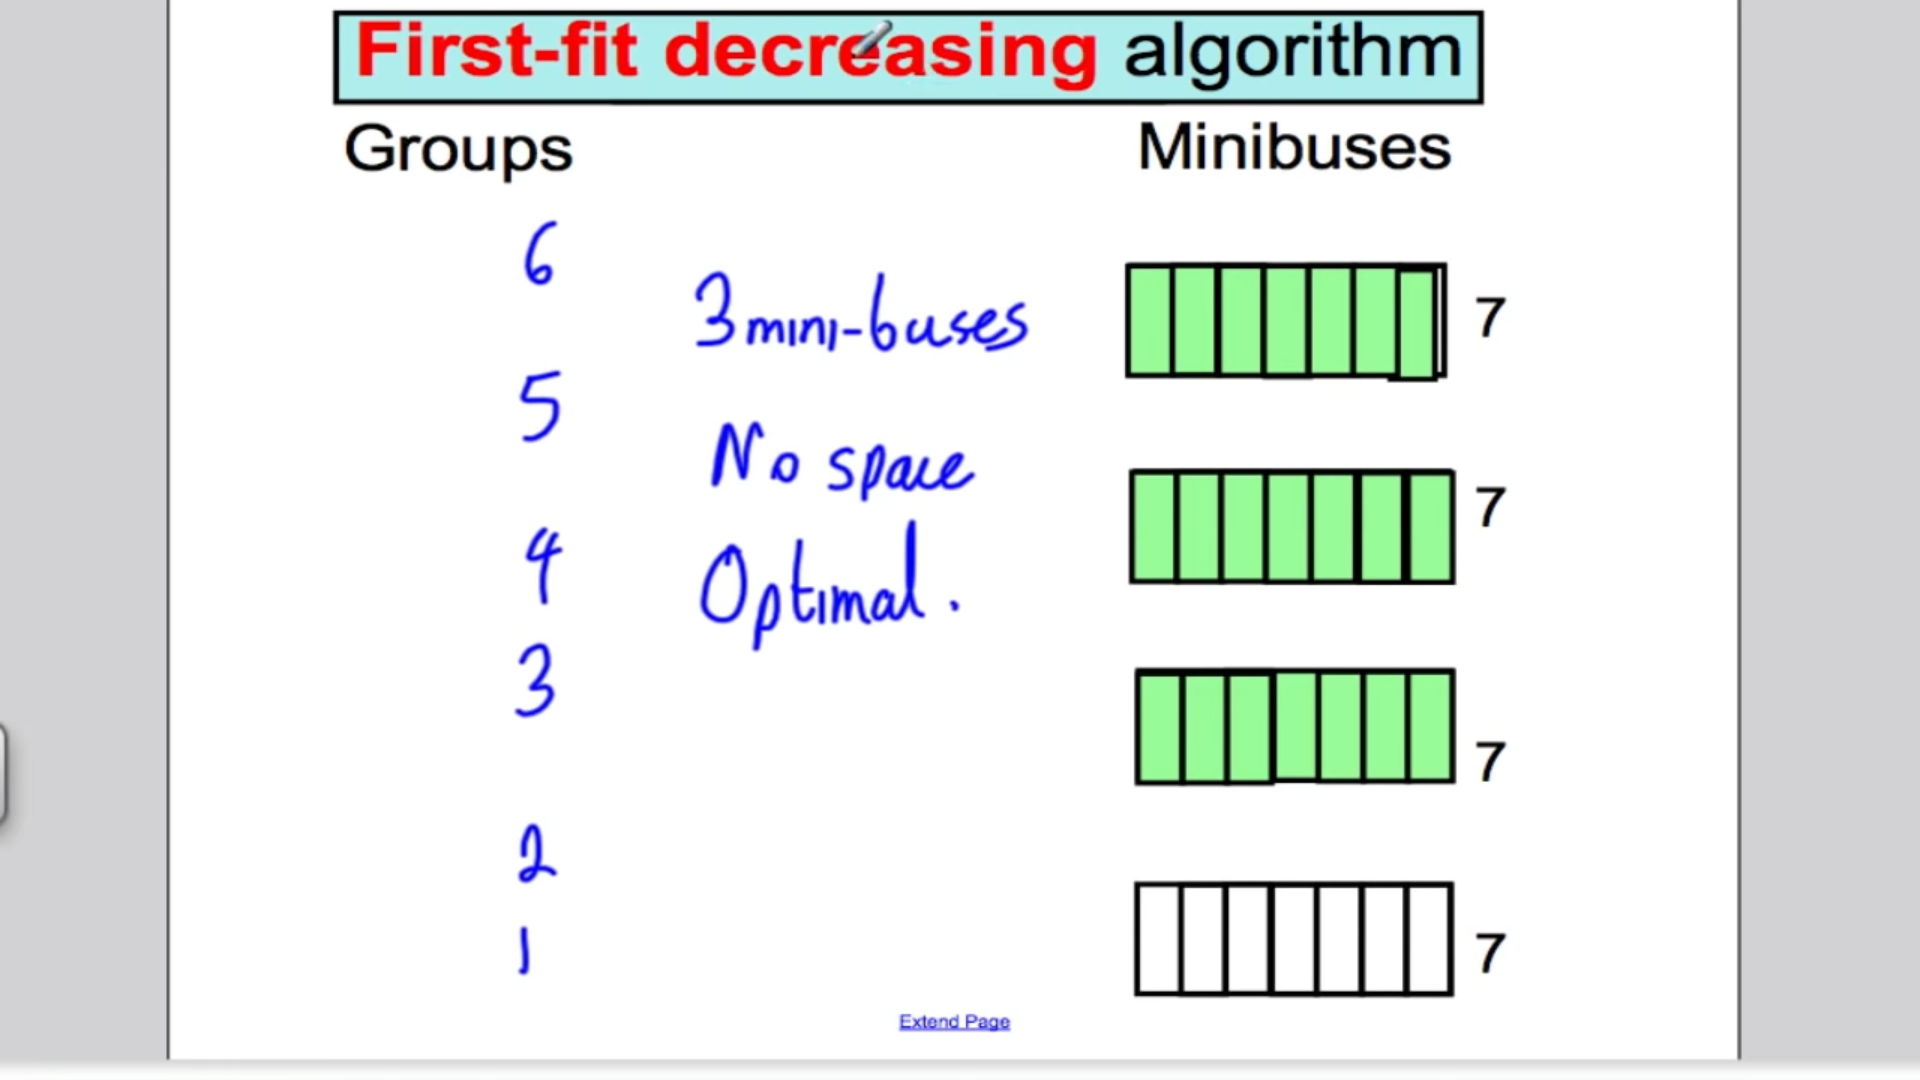 First-fit decreasing algorithm
Groups
Minibuses
6
3 mini-buses
7
5
No space
7
4
Optimal.
3
7
2
1
7
Extend Page